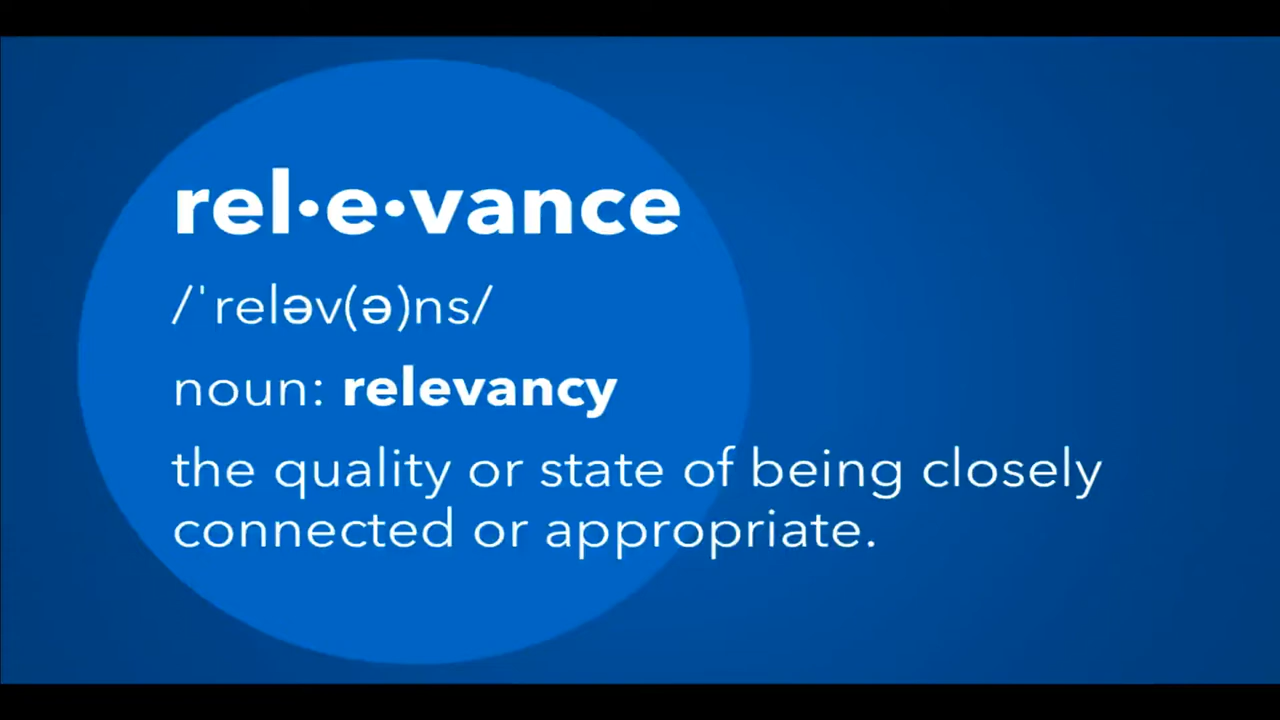 rel·e·vance
/ˈreləv(ə)ns/
noun: relevancy
the quality or state of being closely
connected or appropriate.